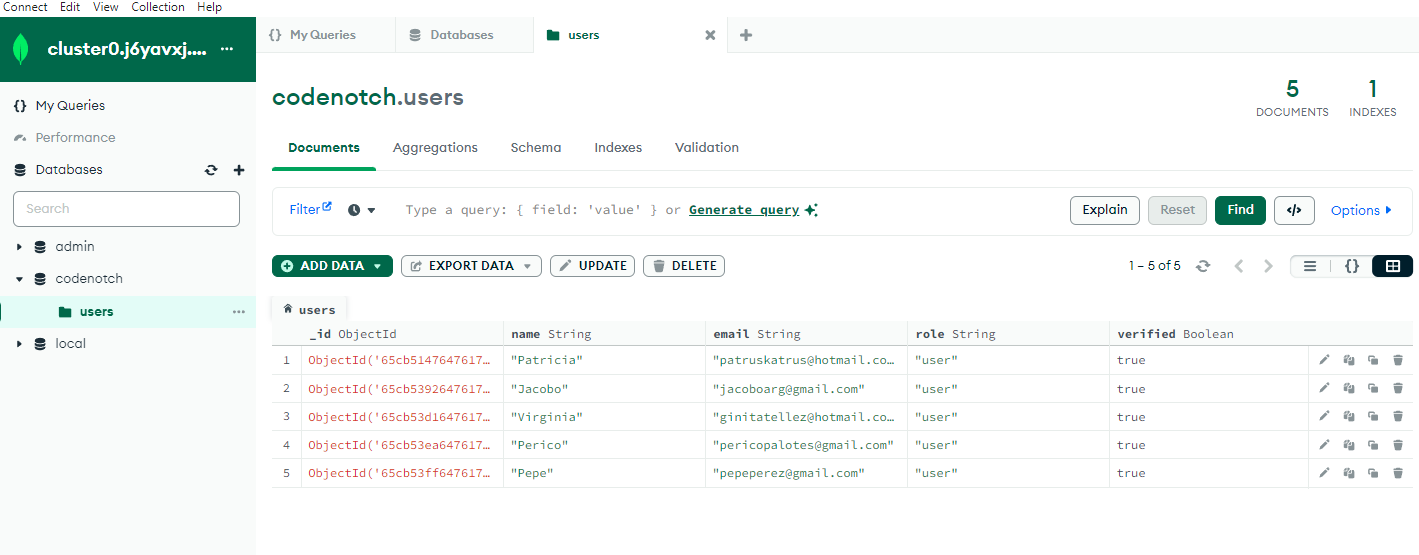 Connect Edit View Collection Help
cluster0.j6yavxj.... ...
{} My Queries
Databases
users
{} My Queries
Performance
Databases
Search
admin
codenotch
users ...
local
codenotch.users
5
DOCUMENTS
1
INDEXES
Documents Aggregations Schema Indexes Validation
Filter Type a query: { field: 'value' } or Generate query Explain Reset Find </> Options
ADD DATA EXPORT DATA UPDATE DELETE 1 – 5 of 5 {}
users
_id ObjectId name String email String role String verified Boolean
1 ObjectId('65cb5147647617… "Patricia" "patruskatrus@hotmail.co… "user" true
2 ObjectId('65cb5392647617… "Jacobo" "jacoboarg@gmail.com" "user" true
3 ObjectId('65cb53d1647617… "Virginia" "ginitatellez@hotmail.co… "user" true
4 ObjectId('65cb53ea647617… "Perico" "pericopalotes@gmail.com" "user" true
5 ObjectId('65cb53ff647617… "Pepe" "pepeperez@gmail.com" "user" true